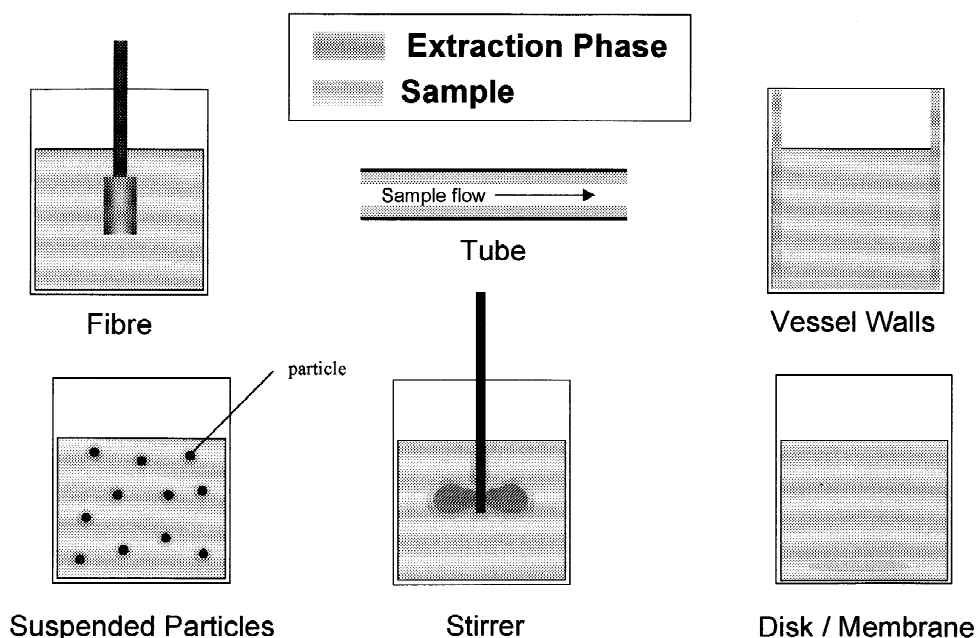 Extraction Phase
Sample
Sample flow
Tube
Fibre
Vessel Walls
particle
Suspended Particles
Stirrer
Disk / Membrane